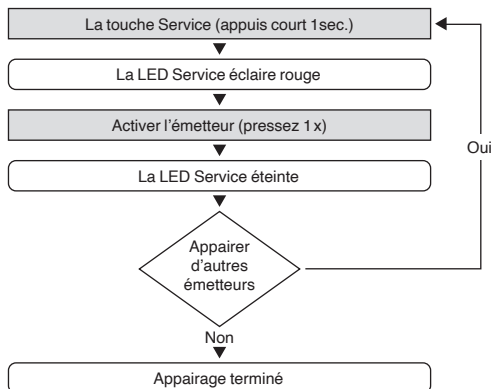 La touche Service (appuis court 1sec.)
La LED Service éclaire rouge
Activer l'émetteur (pressez 1x)
Oui
La LED Service éteinte
Appairer
d'autres
émetteurs
Non
Appairage terminé